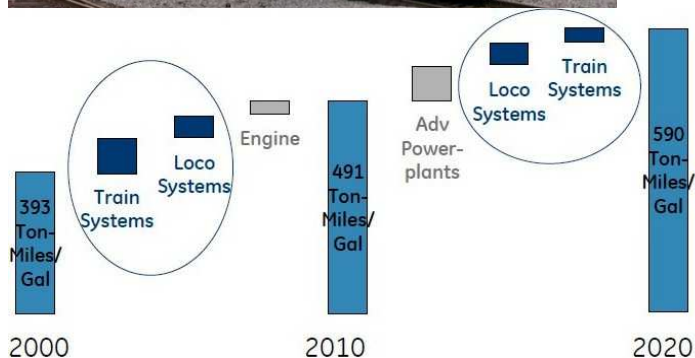 393
Ton-
Miles/
Gal
Train
Systems
Loco
Systems
Engine
491
Ton-
Miles/
Gal
Adv
Power-
plants
Loco
Systems
Train
Systems
590
Ton-
Miles/
Gal
2000
2010
2020